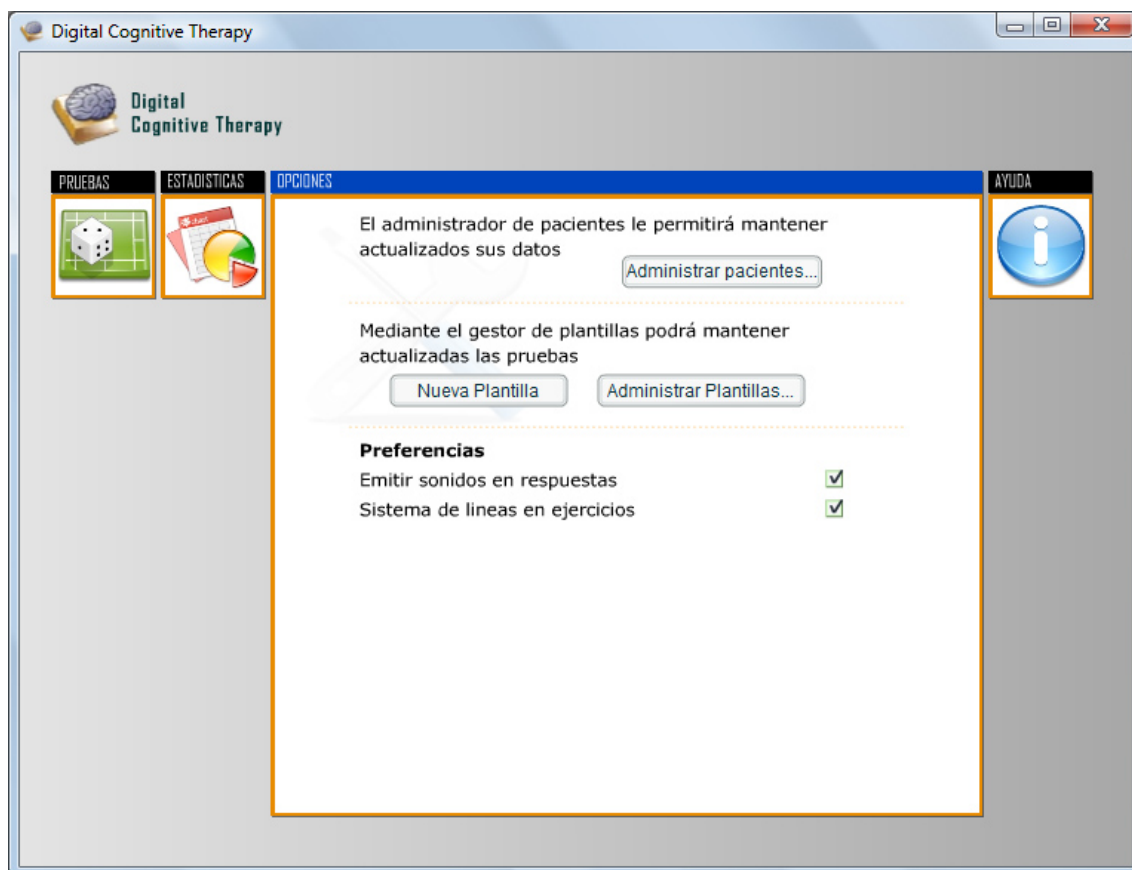 Digital Cognitive Therapy
Digital
Cognitive Therapy
PRUEBAS
ESTADISTICAS
OPCIONES
AYUDA
El administrador de pacientes le permitirá mantener
actualizados sus datos
Administrar pacientes...
Mediante el gestor de plantillas podrá mantener
actualizadas las pruebas
Nueva Plantilla
Administrar Plantillas...
Preferencias
Emitir sonidos en respuestas
Sistema de lineas en ejercicios